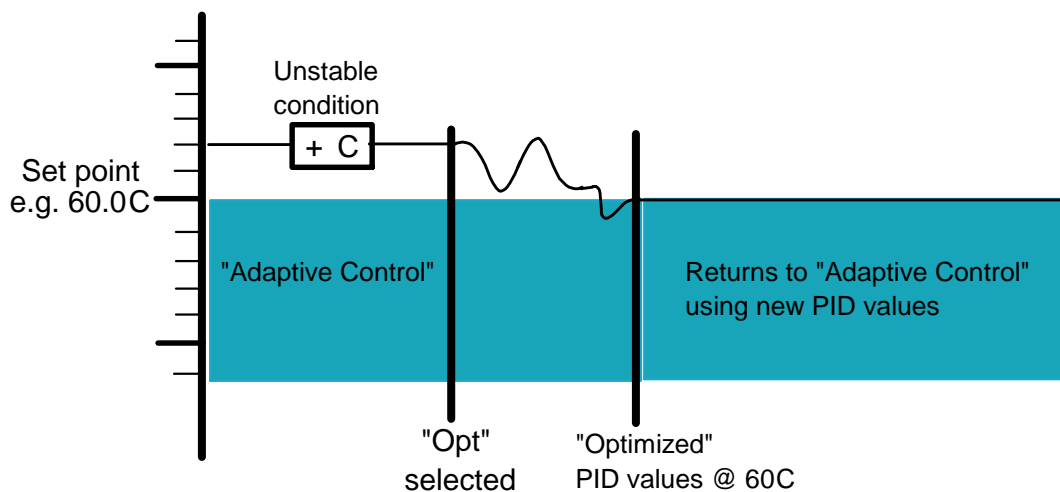 Unstable
condition
+ C
Set point
e.g. 60.0C
"Adaptive Control"
Returns to "Adaptive Control"
using new PID values
"Opt"
selected
"Optimized"
PID values @ 60C